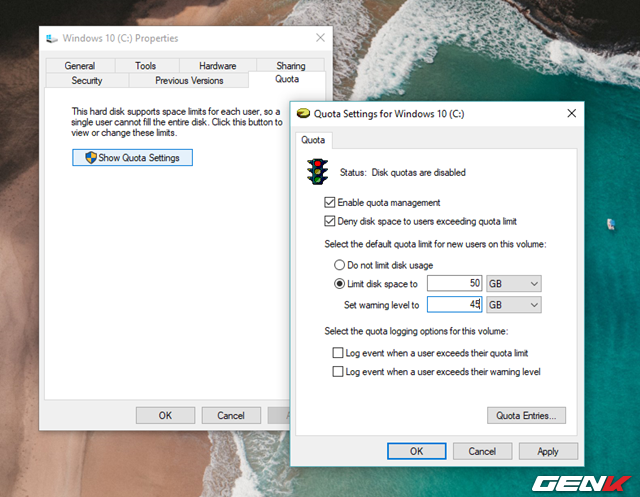 Windows 10 (C:) Properties
General
Tools
Hardware
Sharing
Security
Previous Versions
Quota
This hard disk supports space limits for each user, so a
single user cannot fill the entire disk. Click this button to
view or change these limits.
Show Quota Settings
OK
Cancel
Quota Settings for Windows 10 (C:)
Quota
Status: Disk quotas are disabled
Enable quota management
Deny disk space to users exceeding quota limit
Select the default quota limit for new users on this volume:
Do not limit disk usage
Limit disk space to 50 GB
Set warning level to 45 GB
Select the quota logging options for this volume:
Log event when a user exceeds their quota limit
Log event when a user exceeds their warning level
Quota Entries...
OK
Cancel
Apply
GENK